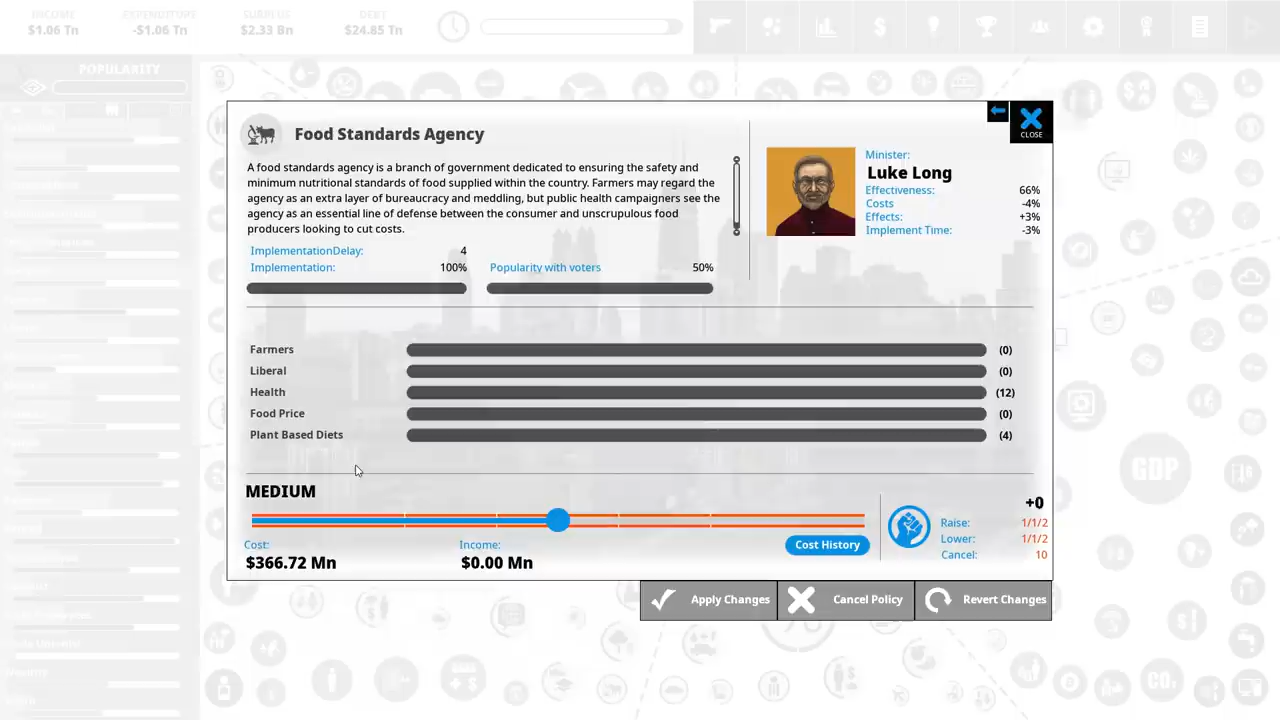 INCOME
EXPENDITURE
SURPLUS
DEBT
$1.06 Tn
-$1.06 Tn
$2.33 Bn
$24.85 Tn
POPULARITY
Food Standards Agency
A food standards agency is a branch of government dedicated to ensuring the safety and
minimum nutritional standards of food supplied within the country. Farmers may regard the
agency as an extra layer of bureaucracy and meddling, but public health campaigners see the
agency as an essential line of defense between the consumer and unscrupulous food
producers looking to cut costs.
ImplementationDelay: 4
Implementation: 100%
Popularity with voters 50%
CLOSE
Minister:
Luke Long
Effectiveness: 66%
Costs -4%
Effects: +3%
Implement Time: -3%
Farmers (0)
Liberal (0)
Health (12)
Food Price (0)
Plant Based Diets (4)
MEDIUM
Cost:
$366.72 Mn
Income:
$0.00 Mn
Cost History
+0
Raise: 1/1/2
Lower: 1/1/2
Cancel: 10
Apply Changes
Cancel Policy
Revert Changes
GDP
CO₂